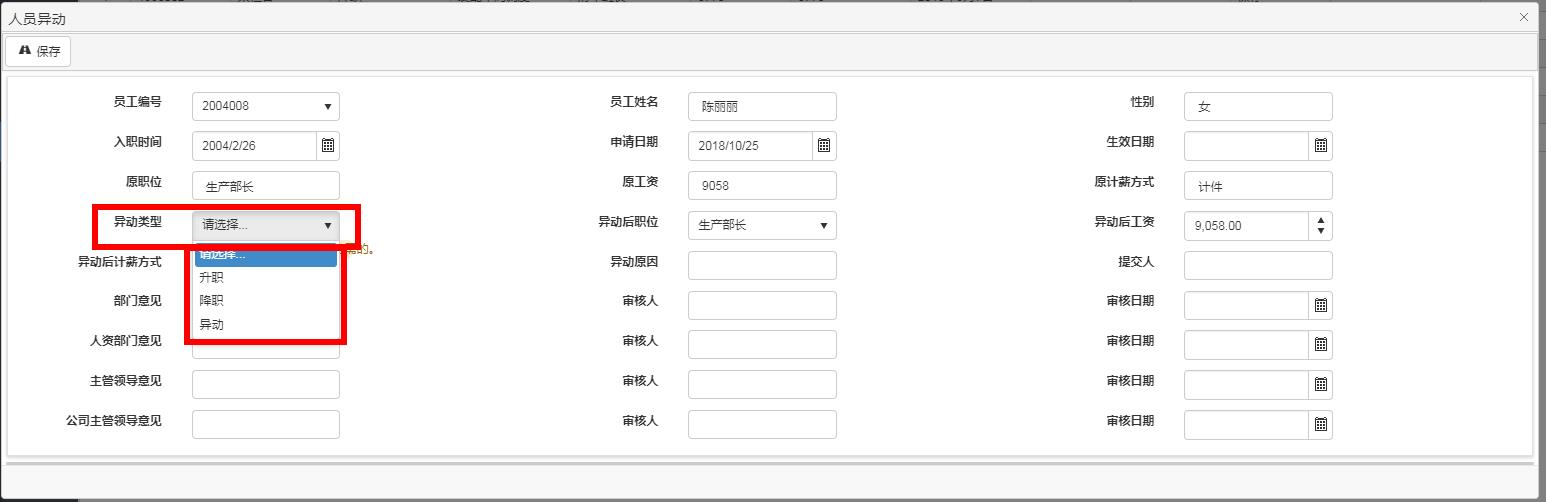 人员异动
保存
员工编号 2004008 员工姓名 陈丽丽 性别 女
入职时间 2004/2/26 申请日期 2018/10/25 生效日期
原职位 生产部长 原工资 9058 原计薪方式 计件
异动类型 请选择... 异动后职位 生产部长 异动后工资 9,058.00
请选择... 的。
异动后计薪方式 异动原因 提交人
升职
降职
部门意见 审核人 审核日期
异动
人资部门意见 审核人 审核日期
主管领导意见 审核人 审核日期
公司主管领导意见 审核人 审核日期